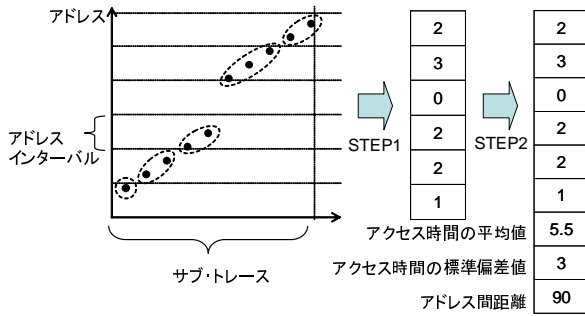 アドレス
アドレス
インターバル
サブ・トレース
STEP1
2
3
0
2
2
1
STEP2
2
3
0
2
2
1
アクセス時間の平均値 5.5
アクセス時間の標準偏差値 3
アドレス間距離 90